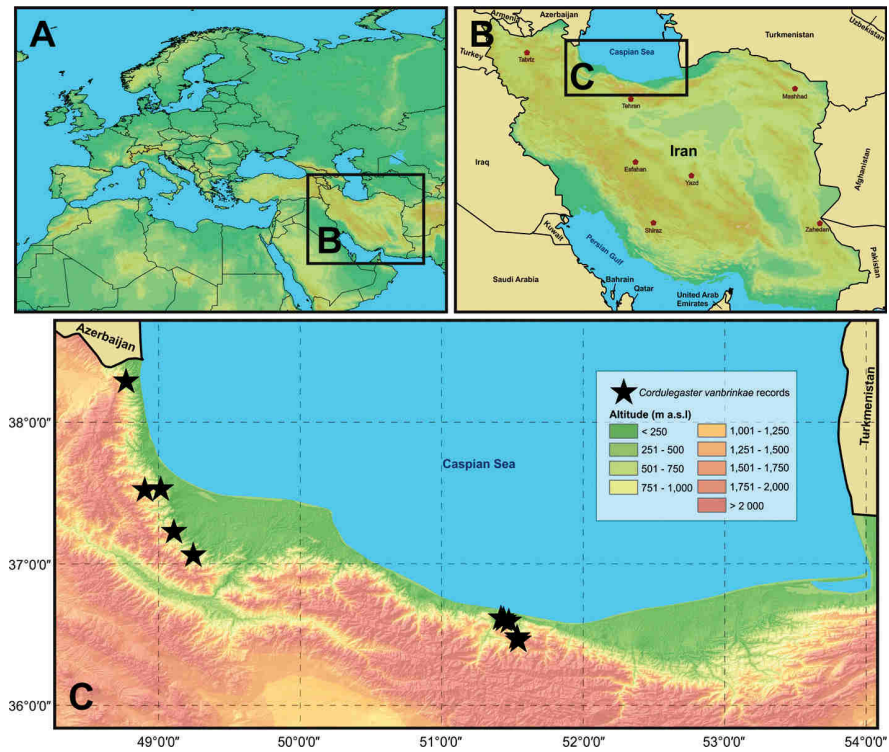 A
B
B
Armenia
Azerbaijan
Turkey
Caspian Sea
Turkmenistan
Uzbekistan
C
Tabriz
Tehran
Mashhad
Iran
Iraq
Esfahan
Yazd
Afghanistan
Shiraz
Zahedan
Kuwait
Persian Gulf
Pakistan
Saudi Arabia
Bahrain
Qatar
United Arab
Emirates
Azerbaijan
Turkmenistan
Cordulegaster vanbrinkae records
Altitude (m a.s.l)
< 250
251 - 500
501 - 750
751 - 1,000
1,001 - 1,250
1,251 - 1,500
1,501 - 1,750
1,751 - 2,000
> 2 000
Caspian Sea
38°0'0"
37°0'0"
36°0'0"
C
49°0'0"
50°0'0"
51°0'0"
52°0'0"
53°0'0"
54°0'0"